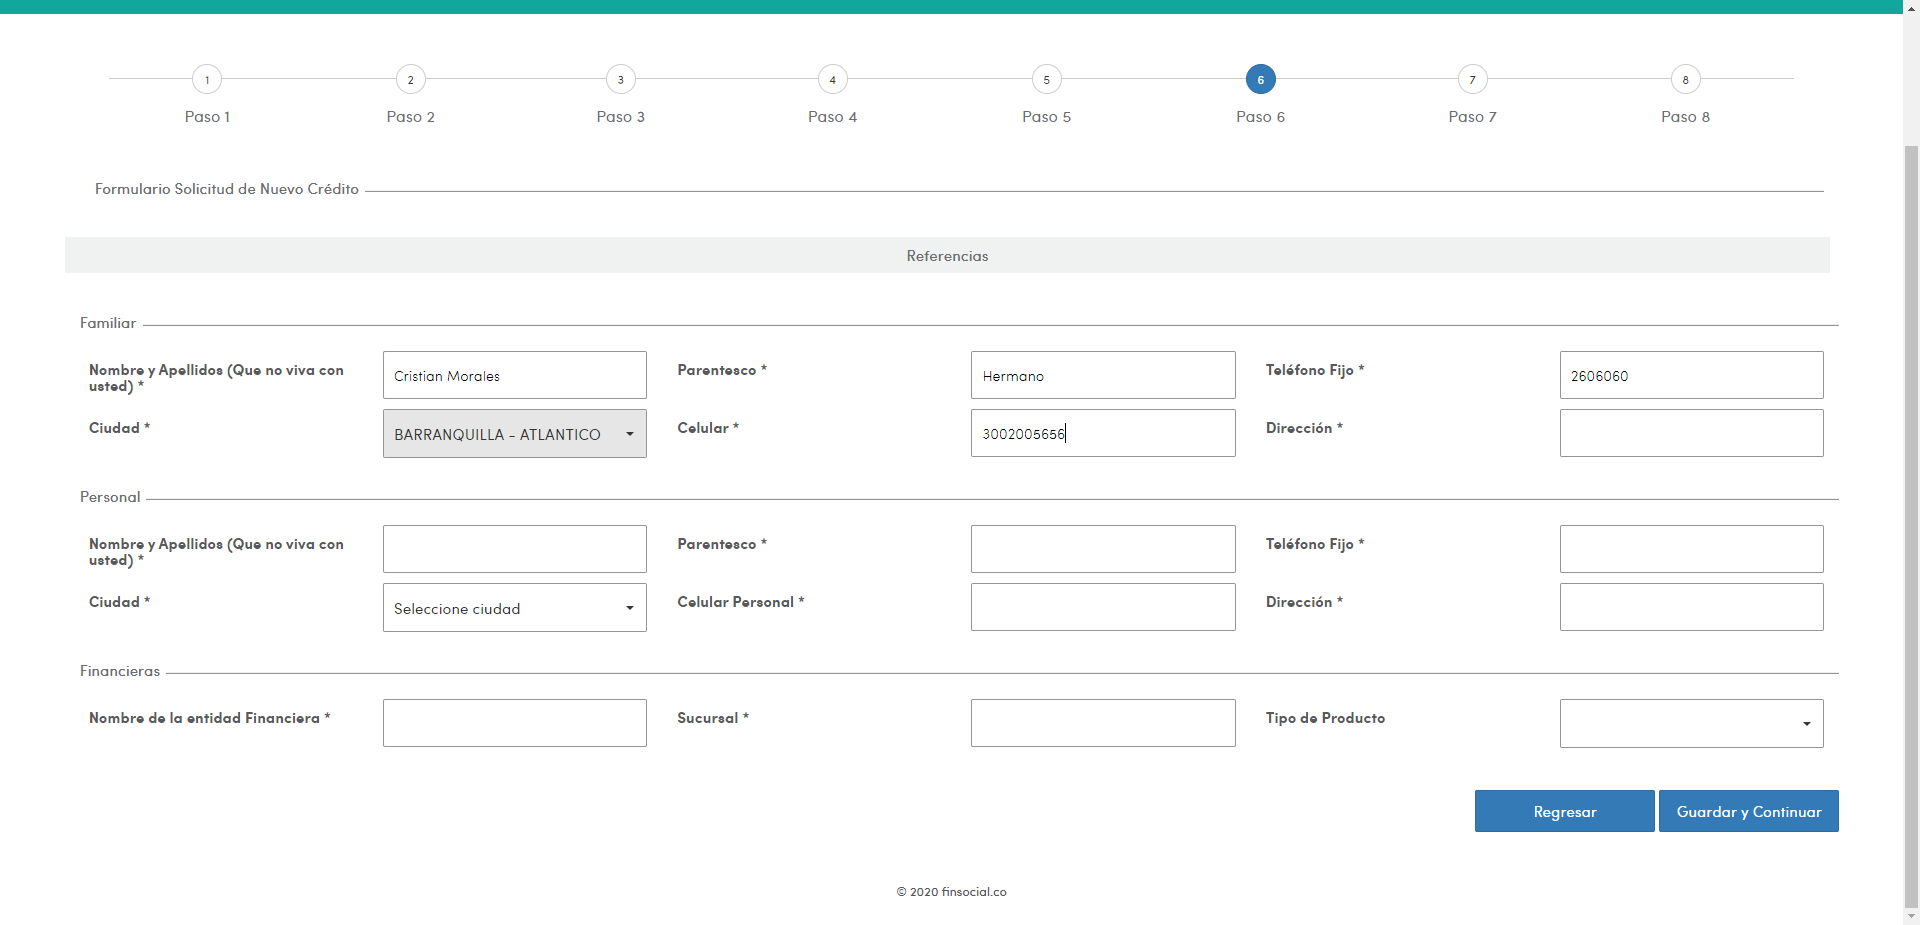 1 2 3 4 5 6 7 8
Paso 1 Paso 2 Paso 3 Paso 4 Paso 5 Paso 6 Paso 7 Paso 8
Formulario Solicitud de Nuevo Crédito
Referencias
Familiar
Nombre y Apellidos (Que no viva con
usted) *
Cristian Morales
Parentesco *
Hermano
Teléfono Fijo *
2606060
Ciudad *
BARRANQUILLA - ATLANTICO
Celular *
3002005656
Dirección *
Personal
Nombre y Apellidos (Que no viva con
usted) *
Parentesco *
Teléfono Fijo *
Ciudad *
Seleccione ciudad
Celular Personal *
Dirección *
Financieras
Nombre de la entidad Financiera *
Sucursal *
Tipo de Producto
Regresar
Guardar y Continuar
© 2020 finsocial.co